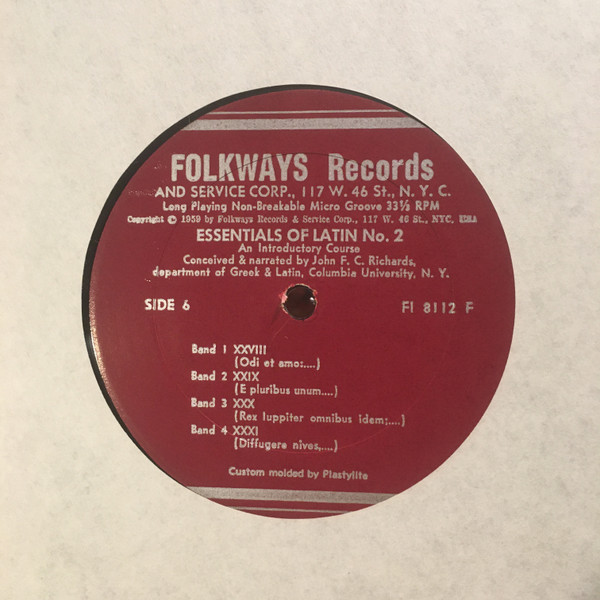 FOLKWAYS Records
AND SERVICE CORP., 117 W. 46 St., N. Y. C.
Long Playing Non-Breakable Micro Groove 33⅓ RPM
Copyright © 1959 by Folkways Records & Service Corp., 117 W. 46 St., NYC,
ESSENTIALS OF LATIN No. 2
An Introductory Course
Conceived & narrated by John F. C. Richards,
department of Greek & Latin, Columbia University, N. Y.
SIDE 6 FI 8112 F
Band 1 XXVIII
(Odi et amo:....)
Band 2 XXIX
(E pluribus unum....)
Band 3 XXX
(Rex Iuppiter omnibus idem;....)
Band 4 XXXI
(Diffugere nives,....)
Custom molded by Plastylite